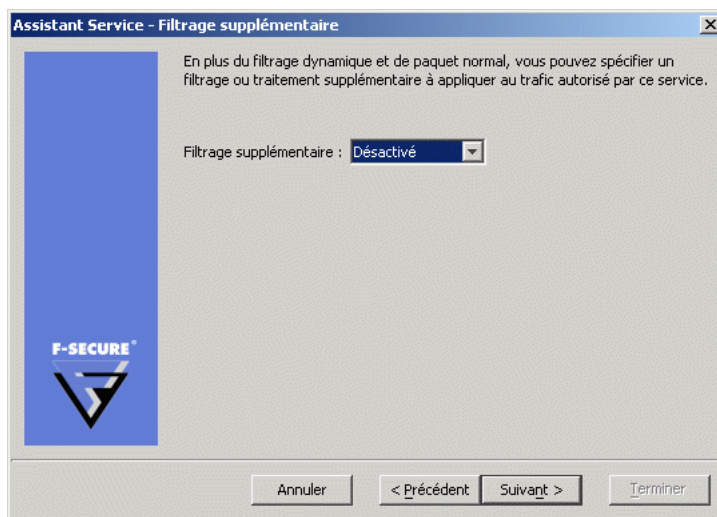 Assistant Service - Filtrage supplémentaire
En plus du filtrage dynamique et de paquet normal, vous pouvez spécifier un
filtrage ou traitement supplémentaire à appliquer au trafic autorisé par ce service.
Filtrage supplémentaire : Désactivé
F-SECURE®
Annuler < Précédent Suivant > Terminer